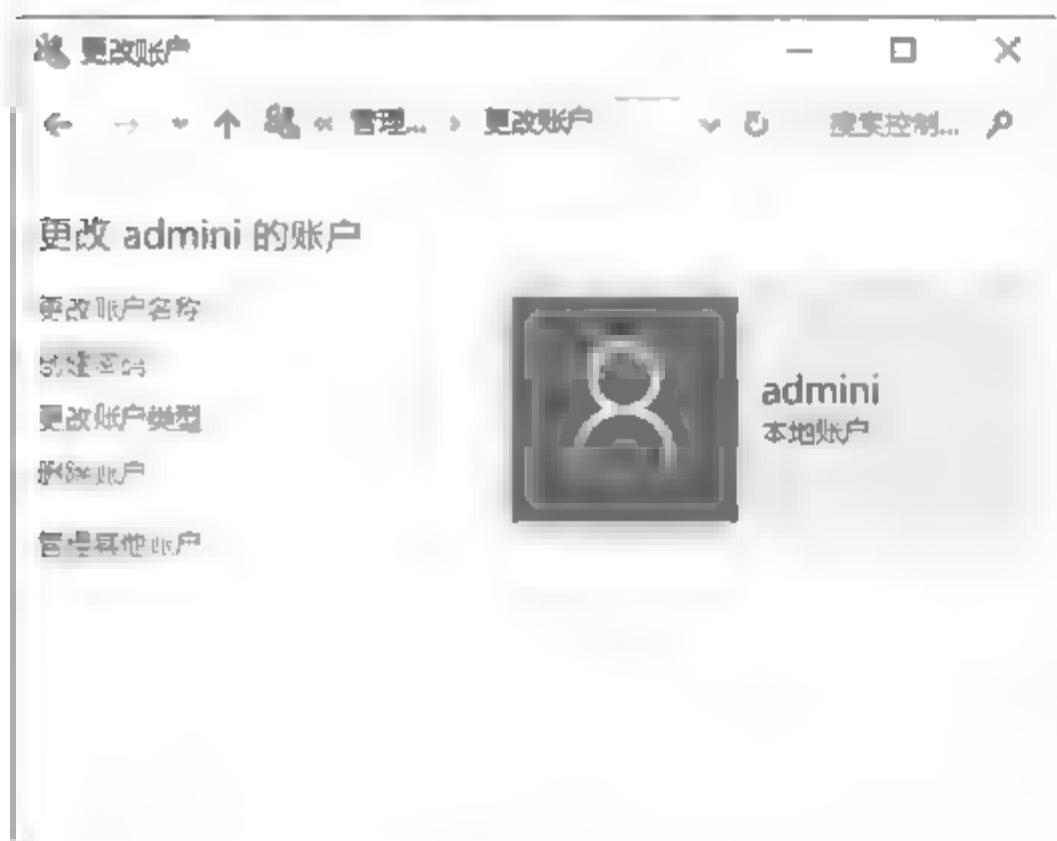 更改账户
« 管理... › 更改账户
搜索控制...
更改 admini 的账户
更改账户名称
创建密码
更改账户类型
删除账户
管理其他账户
admini
本地账户